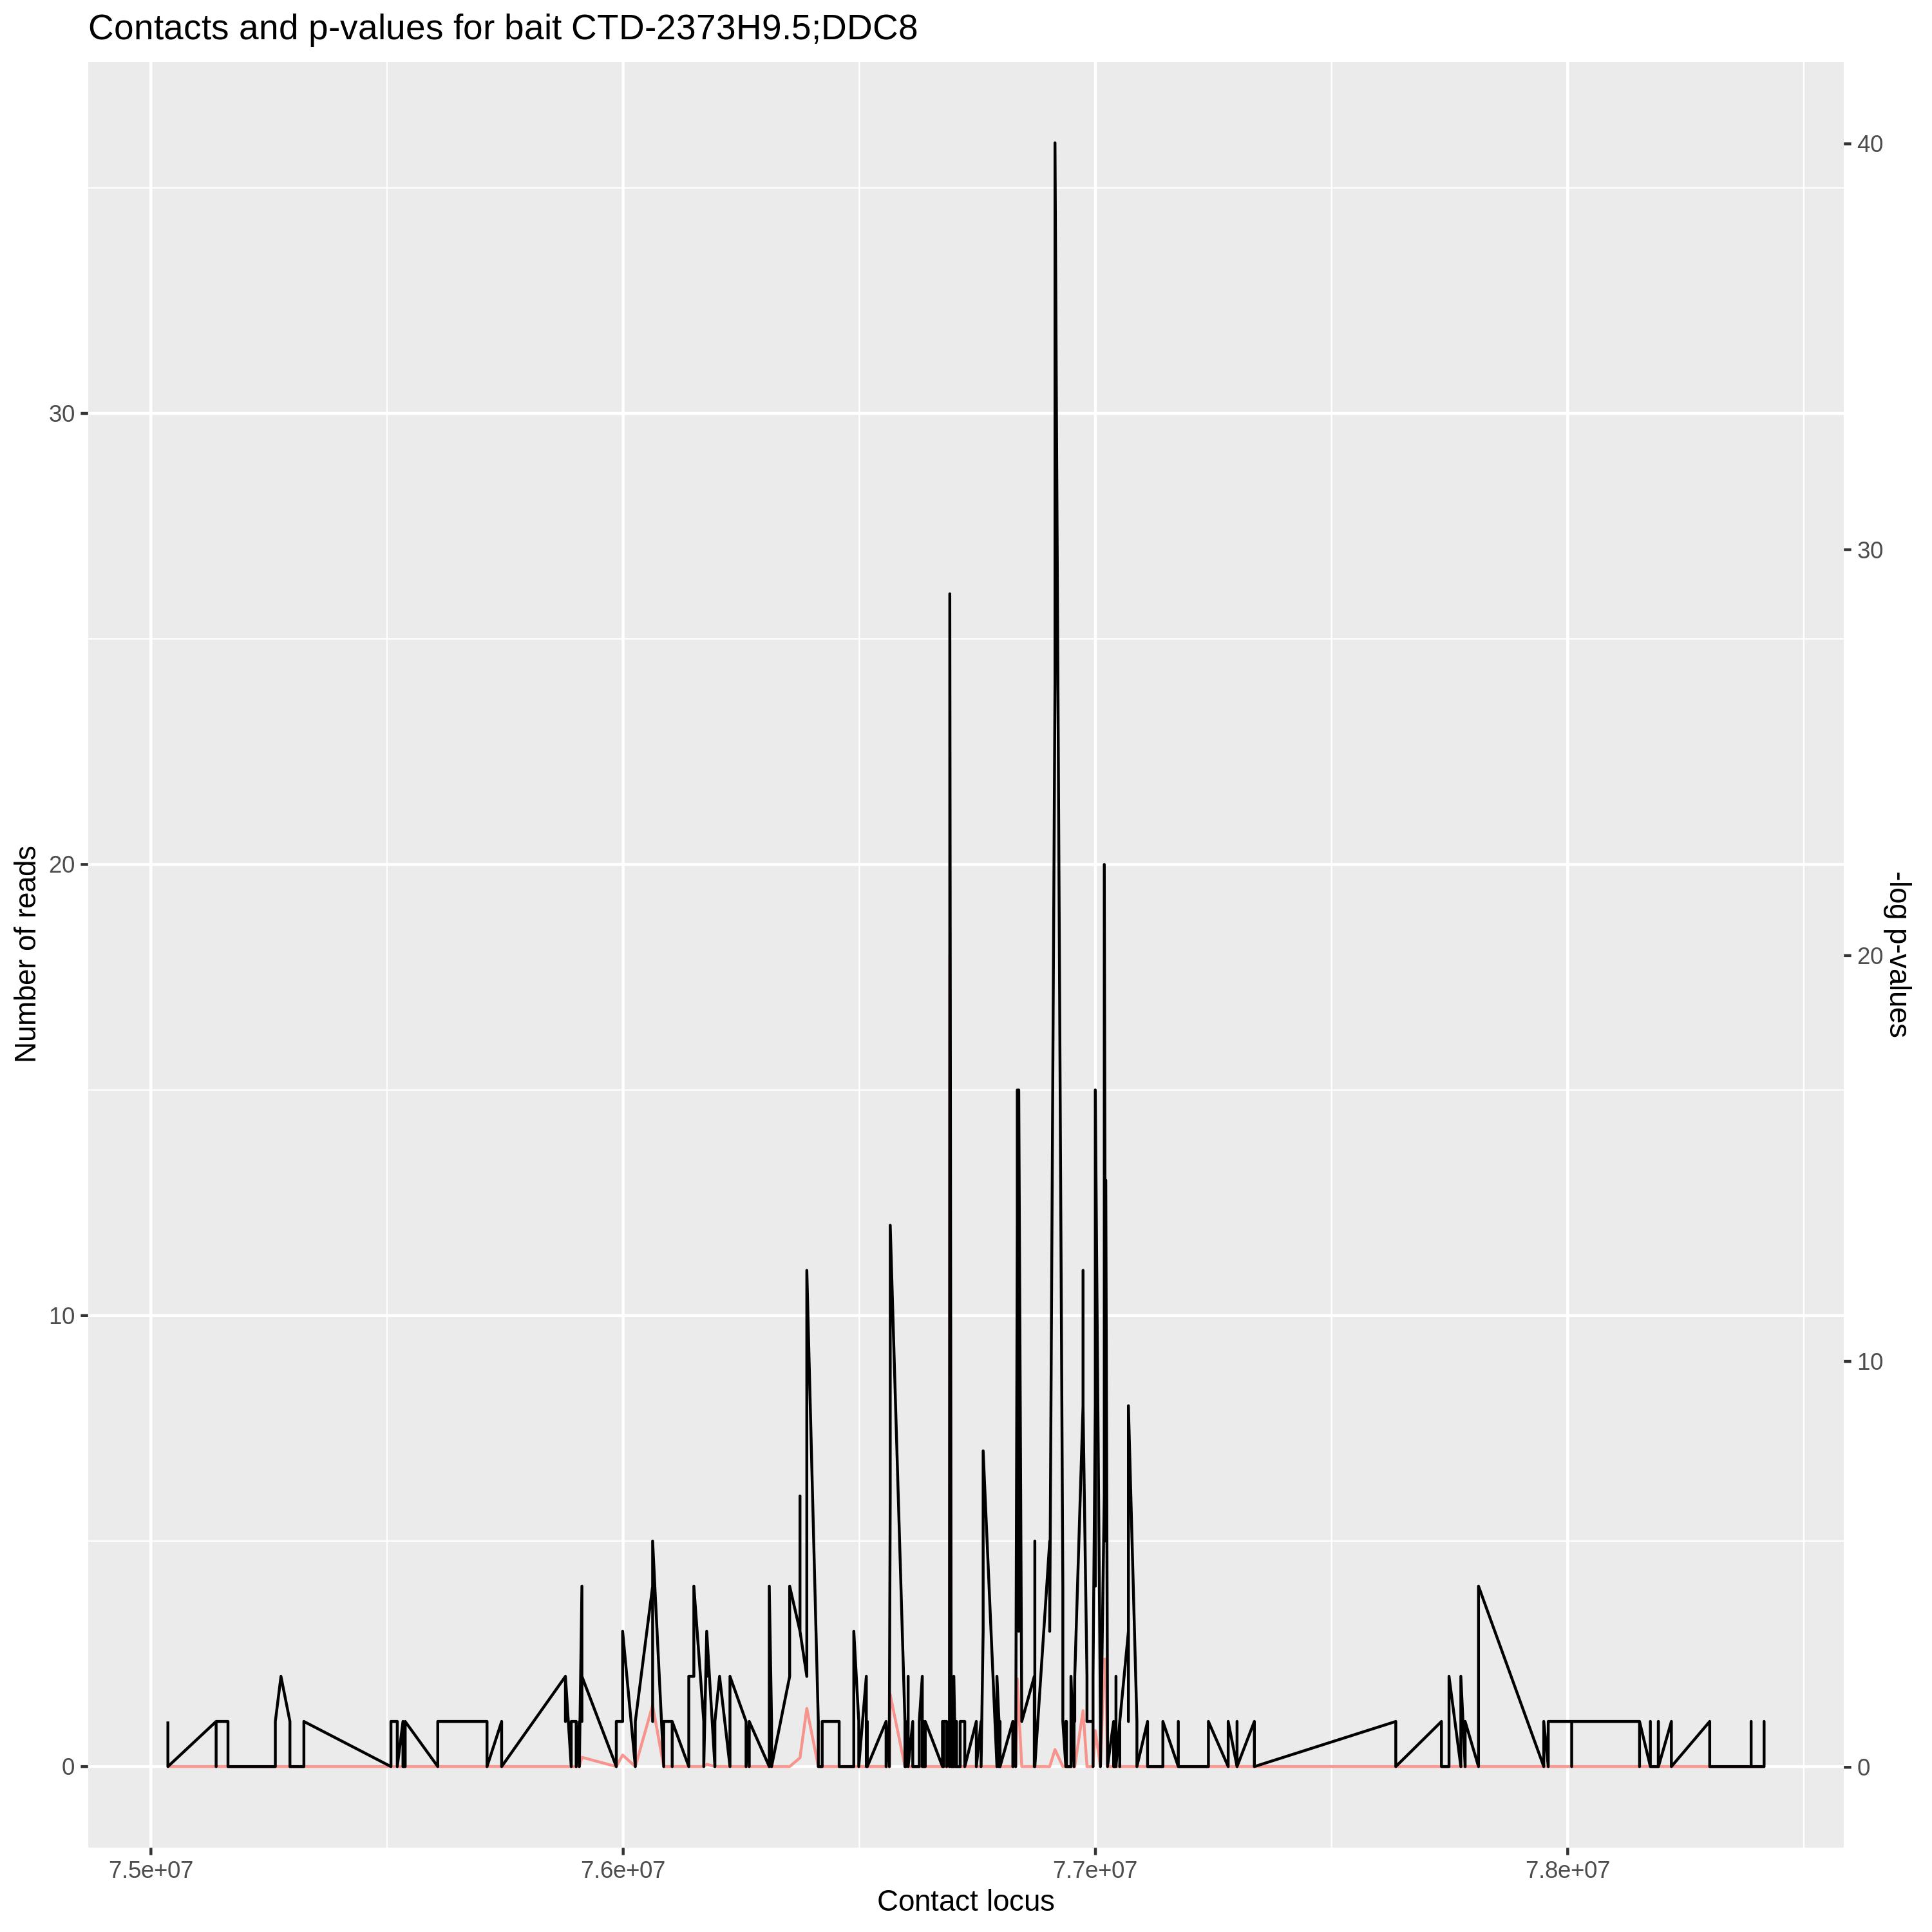 Contacts and p-values for bait CTD-2373H9.5;DDC8
40
30
30
20
20
10
10
0
0
Number of reads
-log p-values
7.5e+07 7.6e+07 7.7e+07 7.8e+07
Contact locus